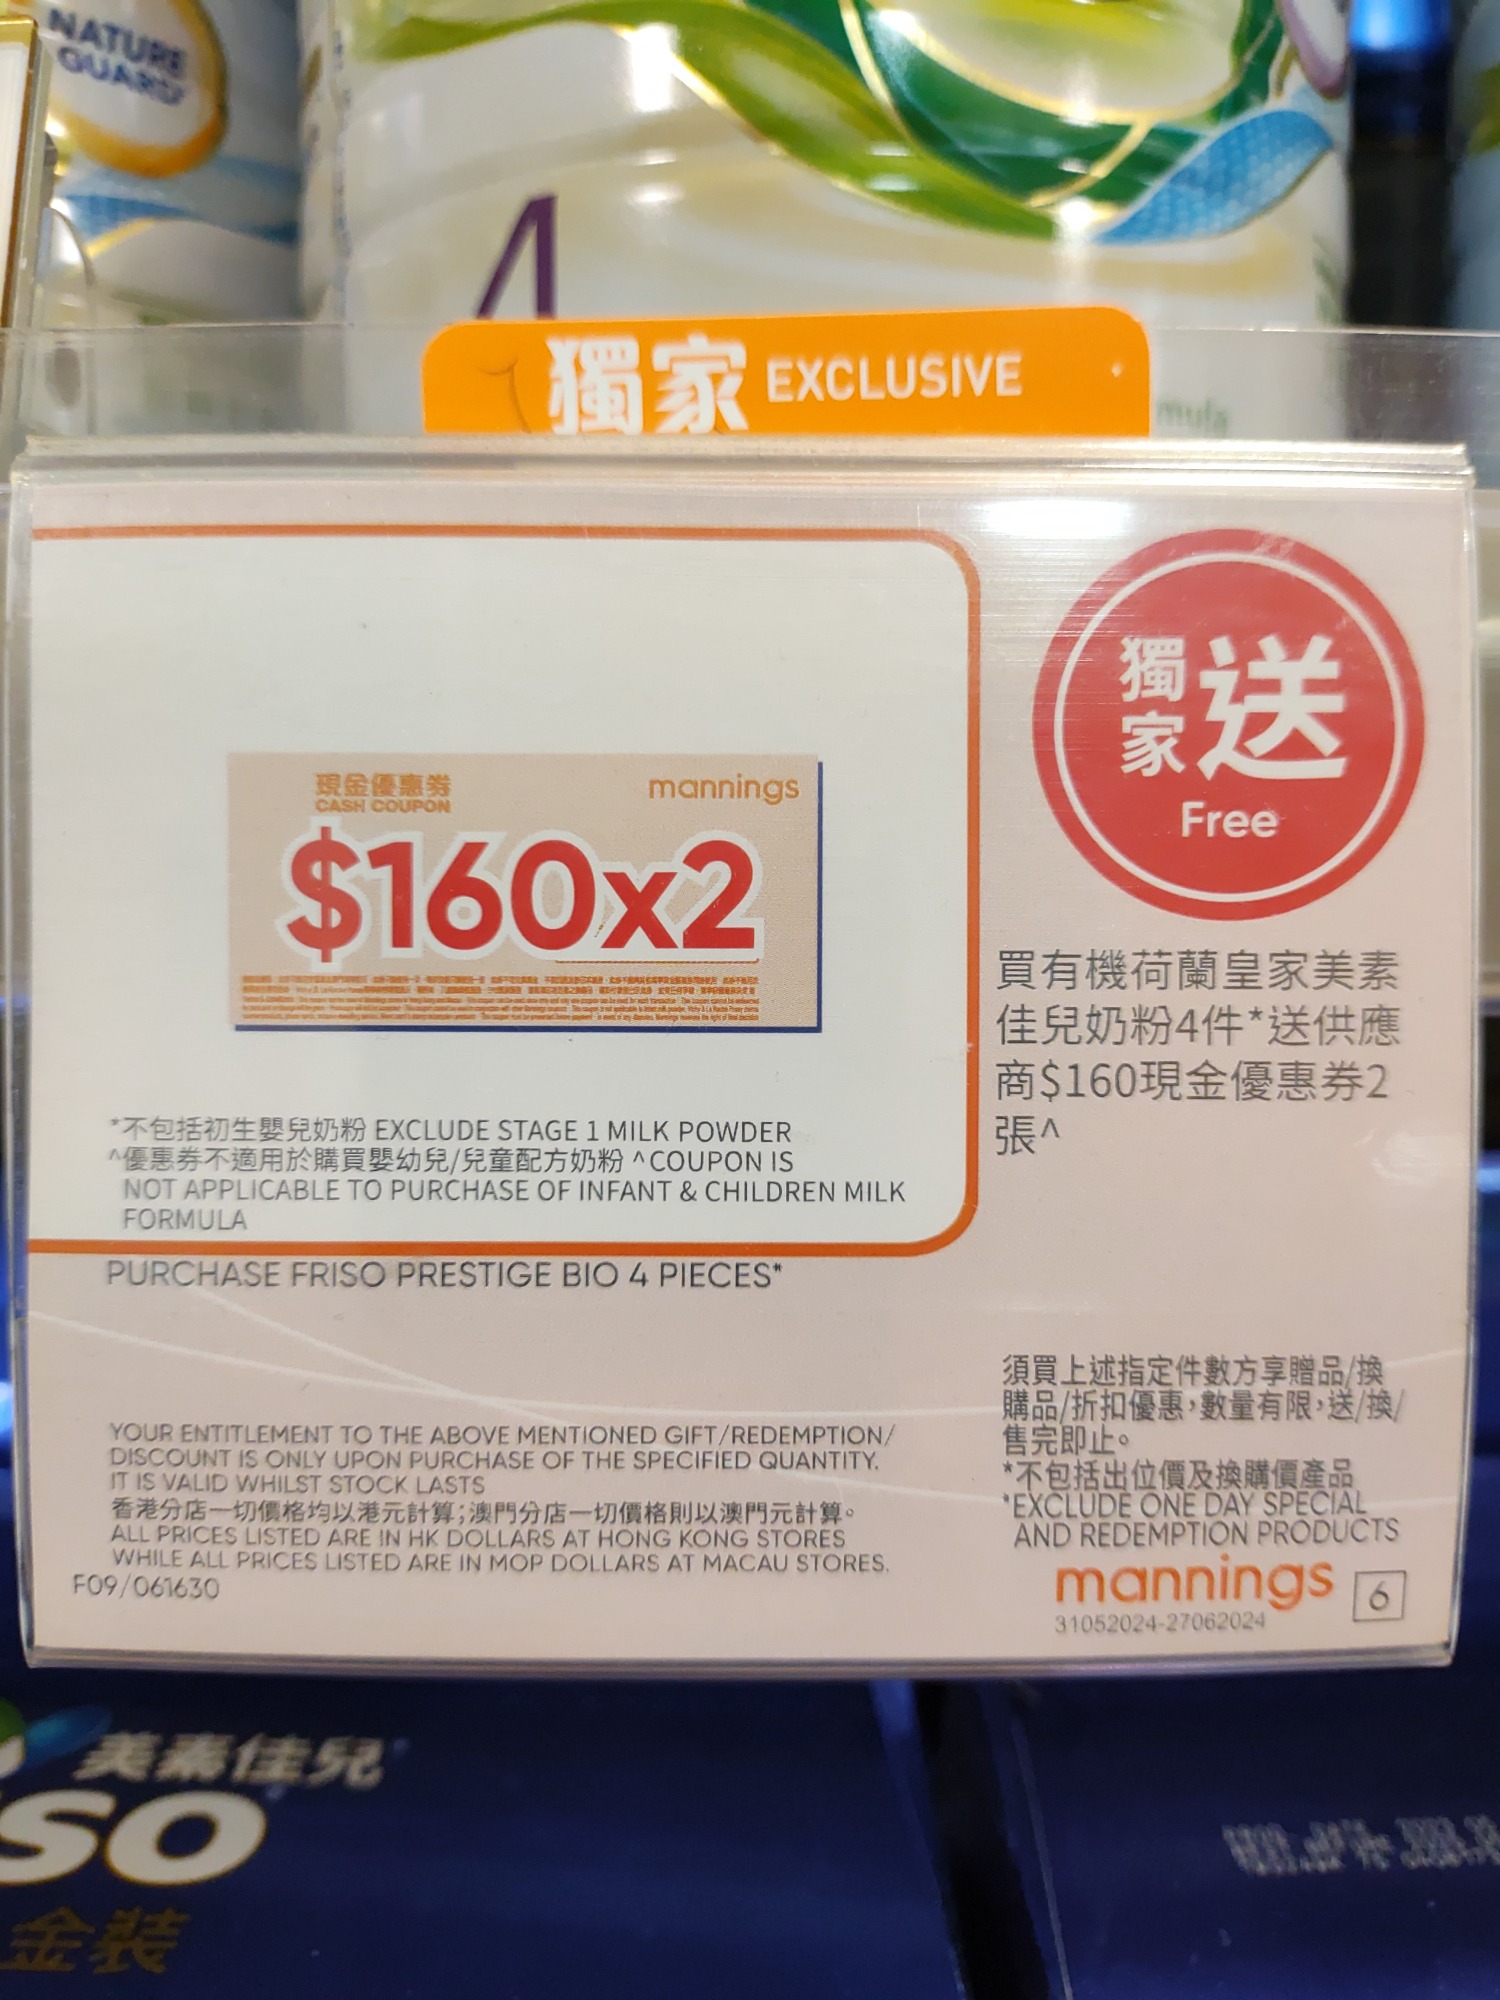 NATURE
GUARD
4
獨家 EXCLUSIVE
mula
現金優惠券
CASH COUPON
mannings
$160x2
獨家
送
Free
買有機荷蘭皇家美素
佳兒奶粉4件*送供應
商$160現金優惠券2
張^
*不包括初生嬰兒奶粉 EXCLUDE STAGE 1 MILK POWDER
^優惠券不適用於購買嬰幼兒/兒童配方奶粉 ^COUPON IS
NOT APPLICABLE TO PURCHASE OF INFANT & CHILDREN MILK
FORMULA
PURCHASE FRISO PRESTIGE BIO 4 PIECES*
須買上述指定件數方享贈品/換
購品/折扣優惠，數量有限，送/換/
售完即止。
*不包括出位價及換購價產品
*EXCLUDE ONE DAY SPECIAL
AND REDEMPTION PRODUCTS
YOUR ENTITLEMENT TO THE ABOVE MENTIONED GIFT/REDEMPTION/
DISCOUNT IS ONLY UPON PURCHASE OF THE SPECIFIED QUANTITY.
IT IS VALID WHILST STOCK LASTS
香港分店一切價格均以港元計算；澳門分店一切價格則以澳門元計算。
ALL PRICES LISTED ARE IN HK DOLLARS AT HONG KONG STORES
WHILE ALL PRICES LISTED ARE IN MOP DOLLARS AT MACAU STORES.
F09/061630
mannings
6
31052024-27062024
美素佳兒
SO
金裝